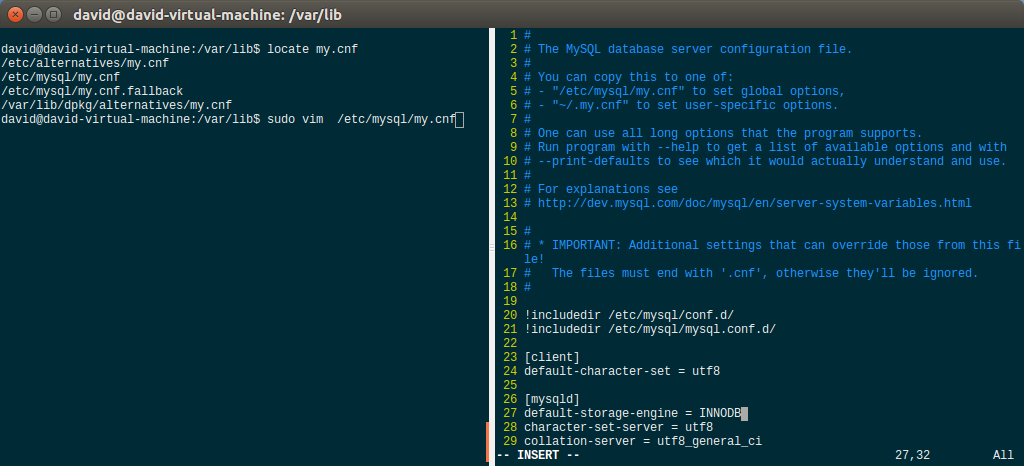 david@david-virtual-machine: /var/lib
david@david-virtual-machine:/var/lib$ locate my.cnf
/etc/alternatives/my.cnf
/etc/mysql/my.cnf
/etc/mysql/my.cnf.fallback
/var/lib/dpkg/alternatives/my.cnf
david@david-virtual-machine:/var/lib$ sudo vim  /etc/mysql/my.cnf
1 #
2 # The MySQL database server configuration file.
3 #
4 # You can copy this to one of:
5 # - "/etc/mysql/my.cnf" to set global options,
6 # - "~/.my.cnf" to set user-specific options.
7 #
8 # One can use all long options that the program supports.
9 # Run program with --help to get a list of available options and with
10 # --print-defaults to see which it would actually understand and use.
11 #
12 # For explanations see
13 # http://dev.mysql.com/doc/mysql/en/server-system-variables.html
14
15 #
16 # * IMPORTANT: Additional settings that can override those from this fi
le!
17 #   The files must end with '.cnf', otherwise they'll be ignored.
18 #
19
20 !includedir /etc/mysql/conf.d/
21 !includedir /etc/mysql/mysql.conf.d/
22
23 [client]
24 default-character-set = utf8
25
26 [mysqld]
27 default-storage-engine = INNODB
28 character-set-server = utf8
29 collation-server = utf8_general_ci
-- INSERT -- 27,32 All